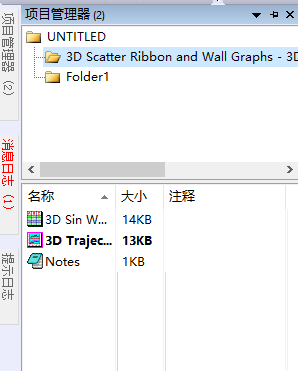 项目管理器 (2)
消息日志 (1)
提示日志
项目管理器 (2)
UNTITLED
3D Scatter Ribbon and Wall Graphs - 3D
Folder1
名称 大小 注释
3D Sin W... 14KB
3D Trajec... 13KB
Notes 1KB